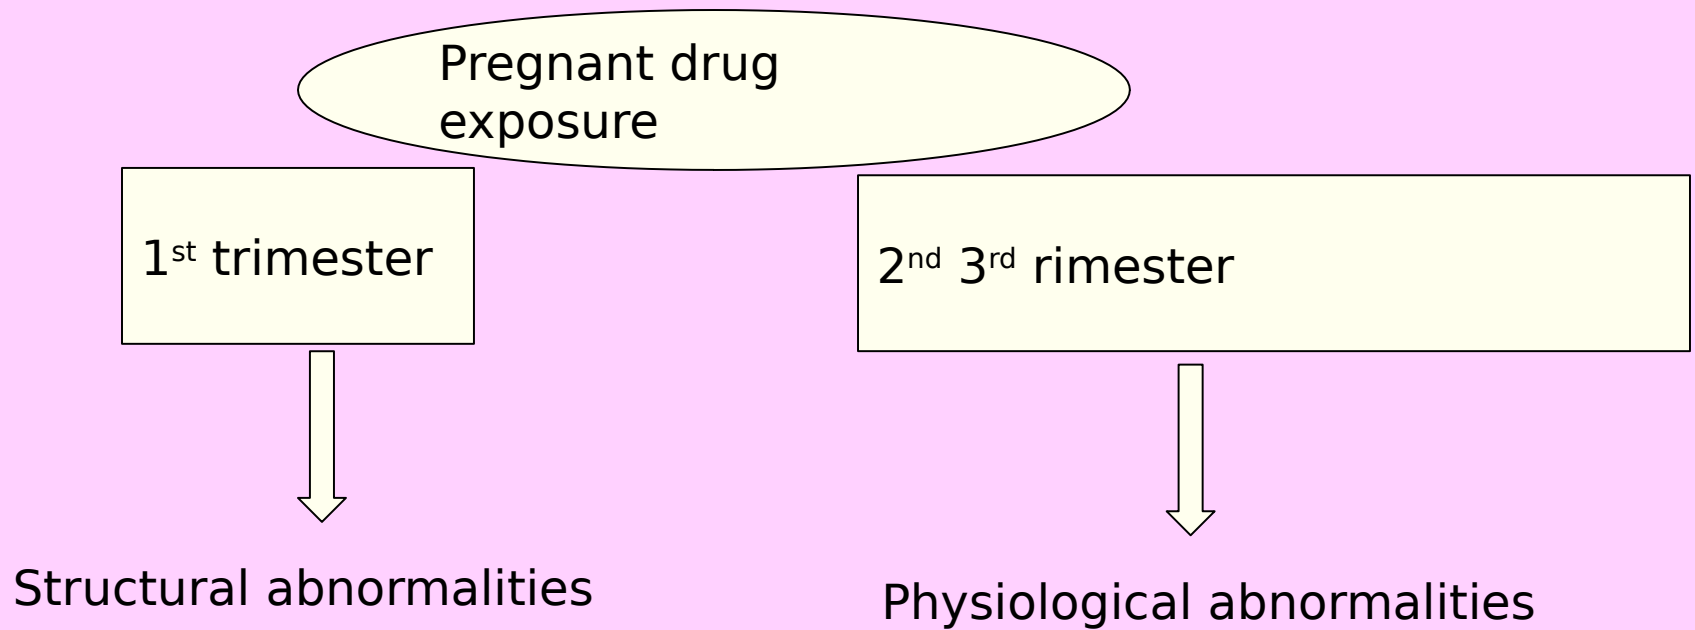 Pregnant drug
exposure
1st trimester
2nd 3rd rimester
Structural abnormalities
Physiological abnormalities